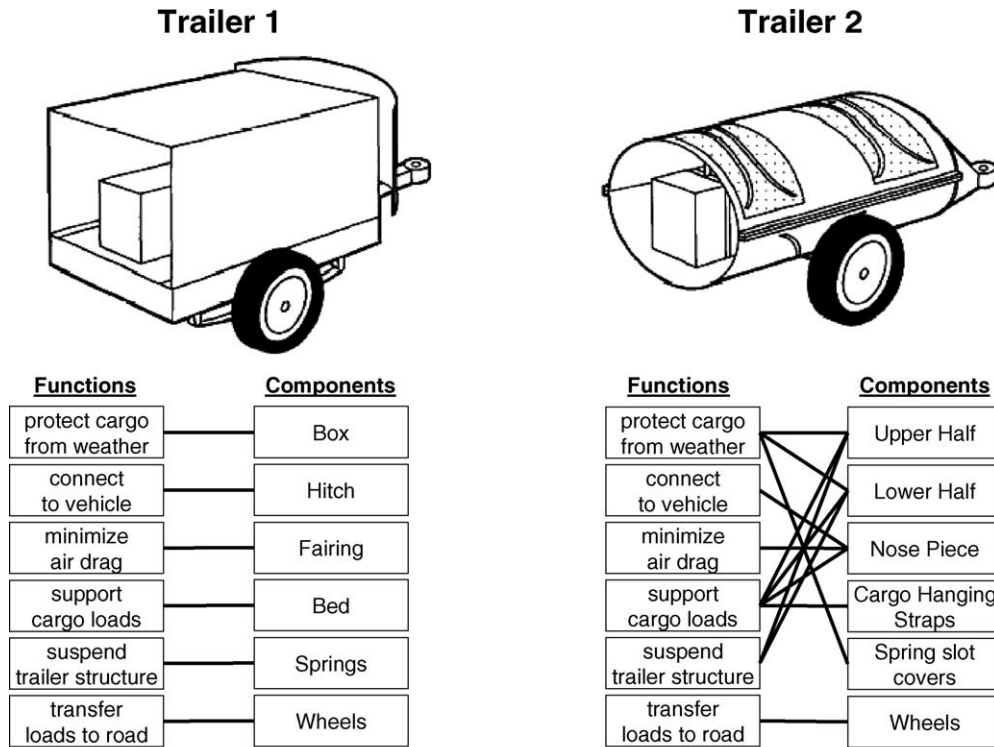 Trailer 1
Functions
Components
protect cargo
from weather
Box
connect
to vehicle
Hitch
minimize
air drag
Fairing
support
cargo loads
Bed
suspend
trailer structure
Springs
transfer
loads to road
Wheels
Trailer 2
Functions
Components
protect cargo
from weather
Upper Half
connect
to vehicle
Lower Half
minimize
air drag
Nose Piece
support
cargo loads
Cargo Hanging
Straps
suspend
trailer structure
Spring slot
covers
transfer
loads to road
Wheels